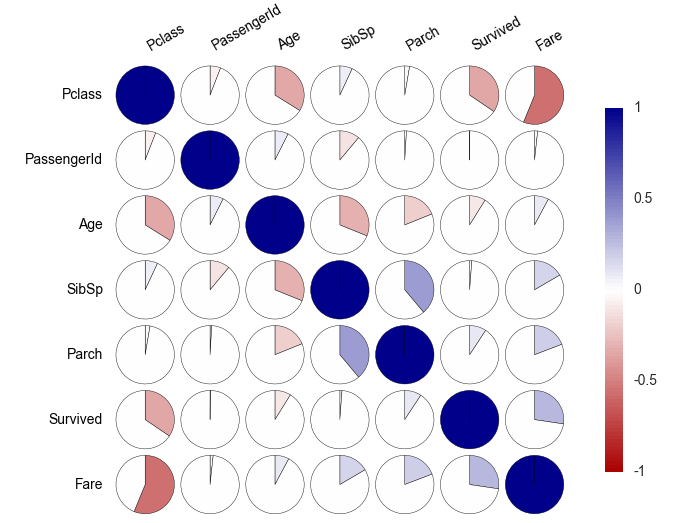 Pclass PassengerId Age SibSp Parch Survived Fare
Pclass
PassengerId
Age
SibSp
Parch
Survived
Fare
1
0.5
0
-0.5
-1